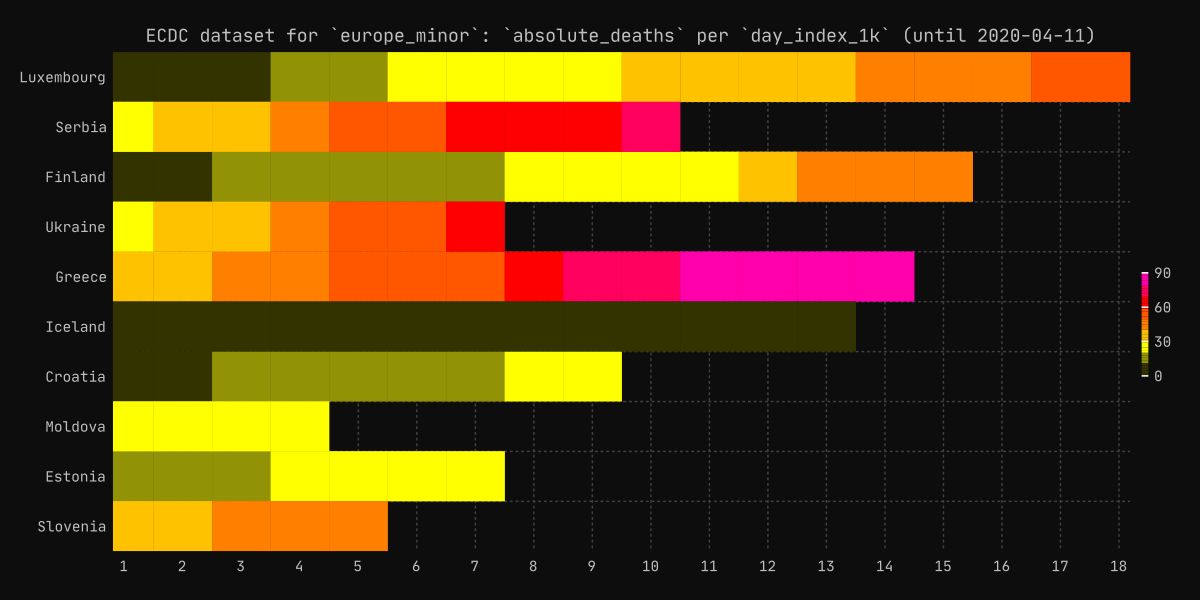 ECDC dataset for `europe_minor`: `absolute_deaths` per `day_index_1k` (until 2020-04-11)
Luxembourg
Serbia
Finland
Ukraine
Greece
Iceland
Croatia
Moldova
Estonia
Slovenia
90
60
30
0
1 2 3 4 5 6 7 8 9 10 11 12 13 14 15 16 17 18